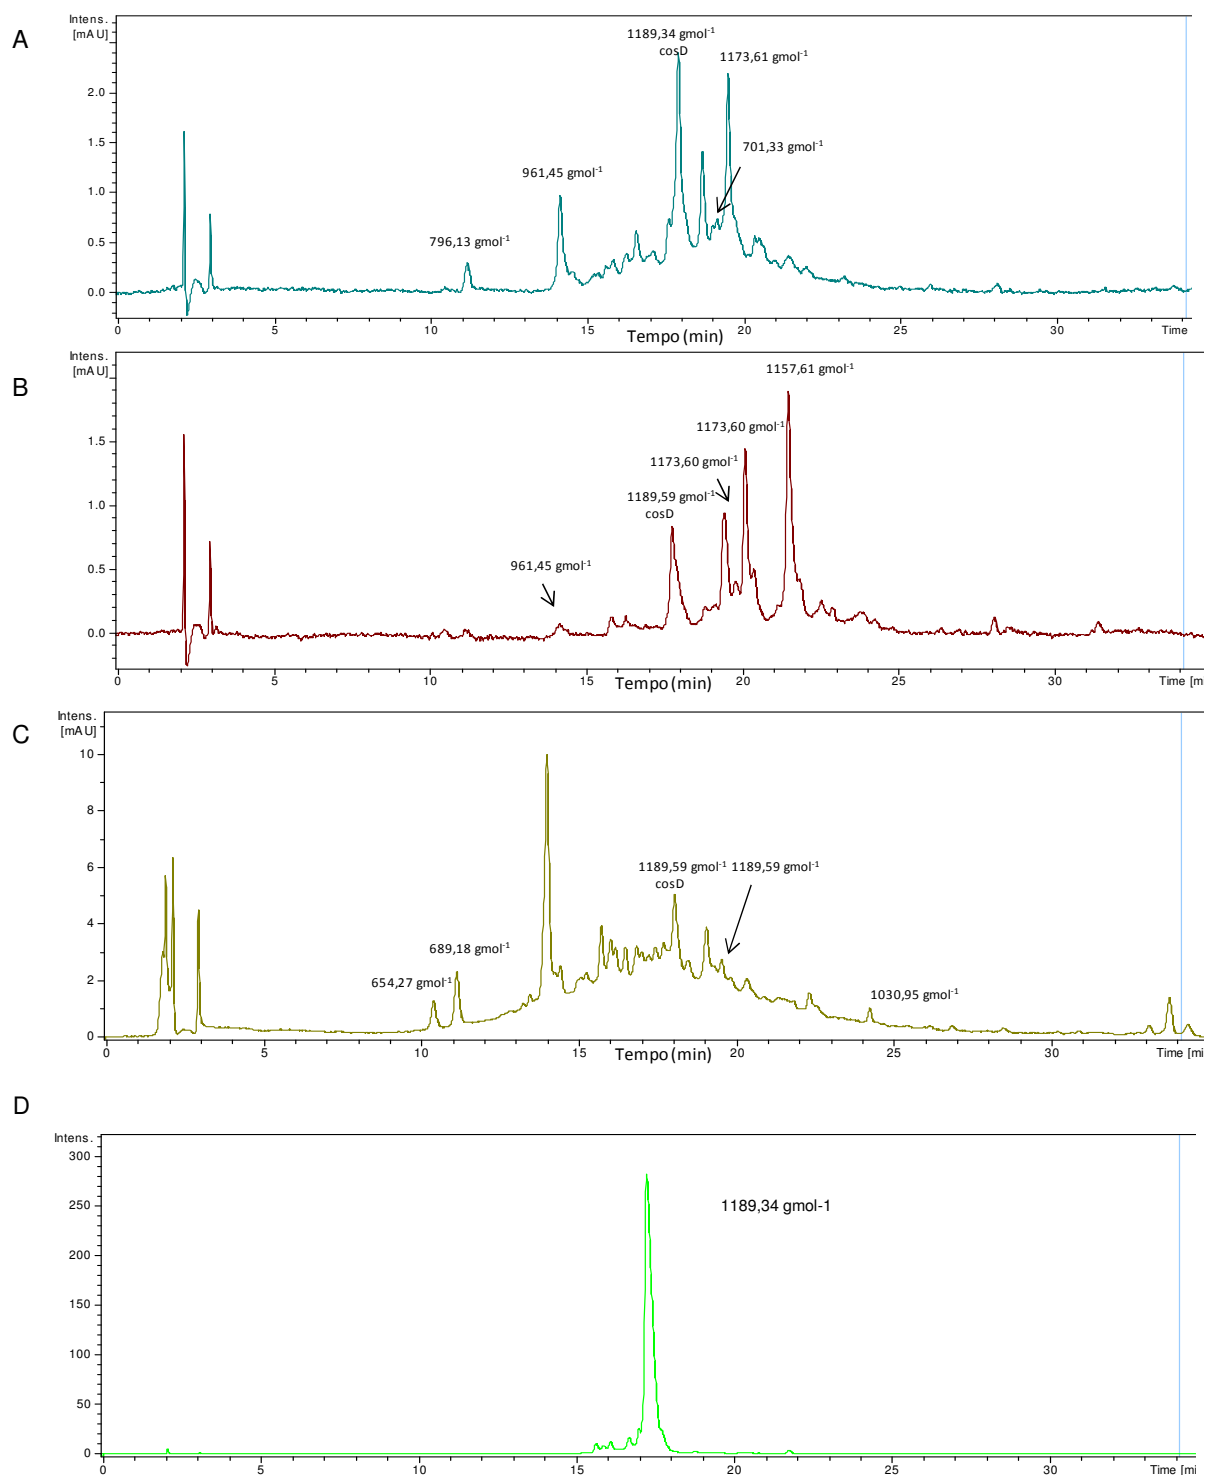 A
Intens.
[mAU]
1189,34 gmol-1
cosD
1173,61 gmol-1
701,33 gmol-1
961,45 gmol-1
796,13 gmol-1
2.0
1.5
1.0
0.5
0.0
0 5 10 15 20 25 30 Time
Tempo (min)
B
Intens.
[mAU]
1157,61 gmol-1
1173,60 gmol-1
1173,60 gmol-1
1189,59 gmol-1
cosD
961,45 gmol-1
1.5
1.0
0.5
0.0
0 5 10 15 20 25 30 Time [mi
Tempo (min)
C
Intens.
[mAU]
1189,59 gmol-1 1189,59 gmol-1
cosD
689,18 gmol-1
654,27 gmol-1
1030,95 gmol-1
10
8
6
4
2
0
0 5 10 15 20 25 30 Time [mi
Tempo (min)
D
Intens.
1189,34 gmol-1
300
250
200
150
100
50
0
0 5 10 15 20 25 30 Time [mi